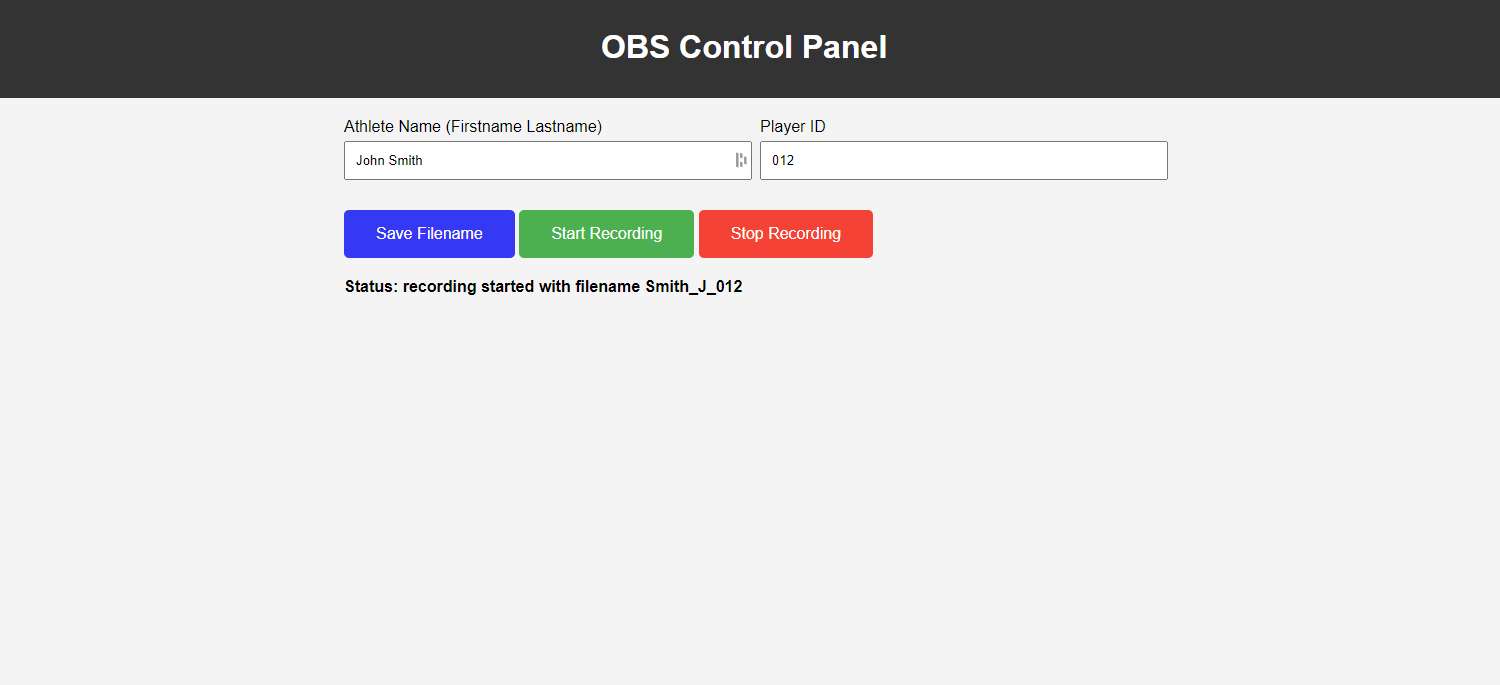 OBS Control Panel
Athlete Name (Firstname Lastname) Player ID
John Smith 012
Save Filename Start Recording Stop Recording
Status: recording started with filename Smith_J_012